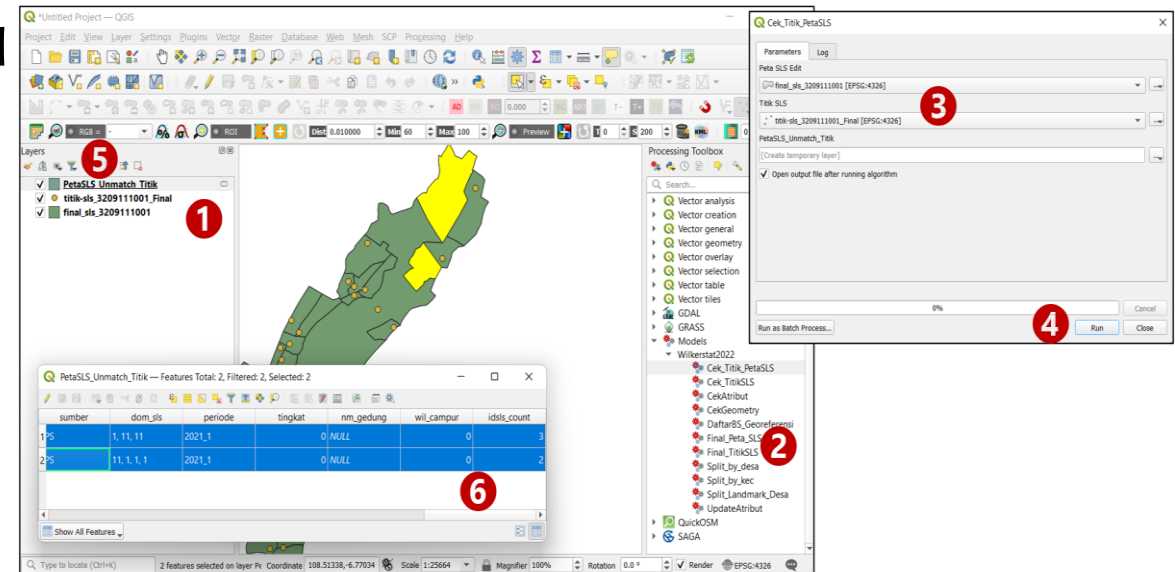 *Untitled Project — QGIS
Project Edit View Layer Settings Plugins Vector Raster Database Web Mesh SCP Processing Help
AD
0.000
RGB = -
ROI
Dist 0.010000
Min 60
Max 100
Preview
T 0
S 200
KML
Layers
5
PetaSLS_Unmatch Titik
titik-sls_3209111001_Final
final_sls_3209111001
1
Processing Toolbox
Search...
Vector analysis
Vector creation
Vector general
Vector geometry
Vector overlay
Vector selection
Vector table
Vector tiles
GDAL
GRASS
Models
Wilkerstat2022
Cek_Titik_PetaSLS
Cek_TitikSLS
CekAtribut
CekGeometry
DaftarBS_Georeferensi
Final_Peta_SLS
Final_TitikSLS
Split_by_desa
Split_by_kec
Split_Landmark_Desa
UpdateAtribut
QuickOSM
SAGA
2
Cek_Titik_PetaSLS
Parameters Log
Peta SLS Edit
final_sls_3209111001 [EPSG:4326]
Titik SLS
titik-sls_3209111001_Final [EPSG:4326]
PetaSLS_Unmatch_Titik
[Create temporary layer]
Open output file after running algorithm
3
0%
Cancel
Run as Batch Process...
4
Run
Close
PetaSLS_Unmatch_Titik — Features Total: 2, Filtered: 2, Selected: 2
sumber dom_sls periode tingkat nm_gedung wil_campur idsls_count
1 PS 1, 11, 11 2021_1 0 NULL 0 3
2 PS 11, 1, 1, 1 2021_1 0 NULL 0 2
6
Show All Features
Type to locate (Ctrl+K)
2 features selected on layer Pe
Coordinate 108.51338,-6.77034
Scale 1:25664
Magnifier 100%
Rotation 0.0 °
Render
EPSG:4326